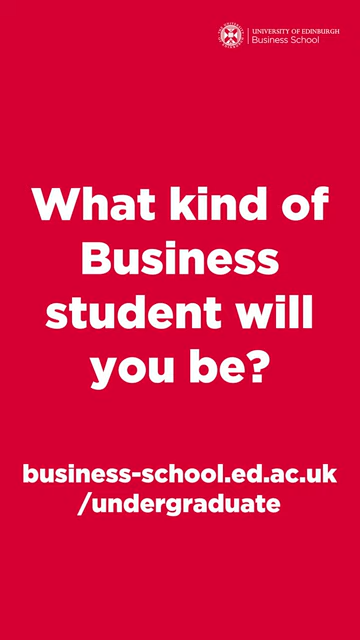 UNIVERSITY OF EDINBURGH
Business School
What kind of
Business
student will
you be?
business-school.ed.ac.uk
/undergraduate